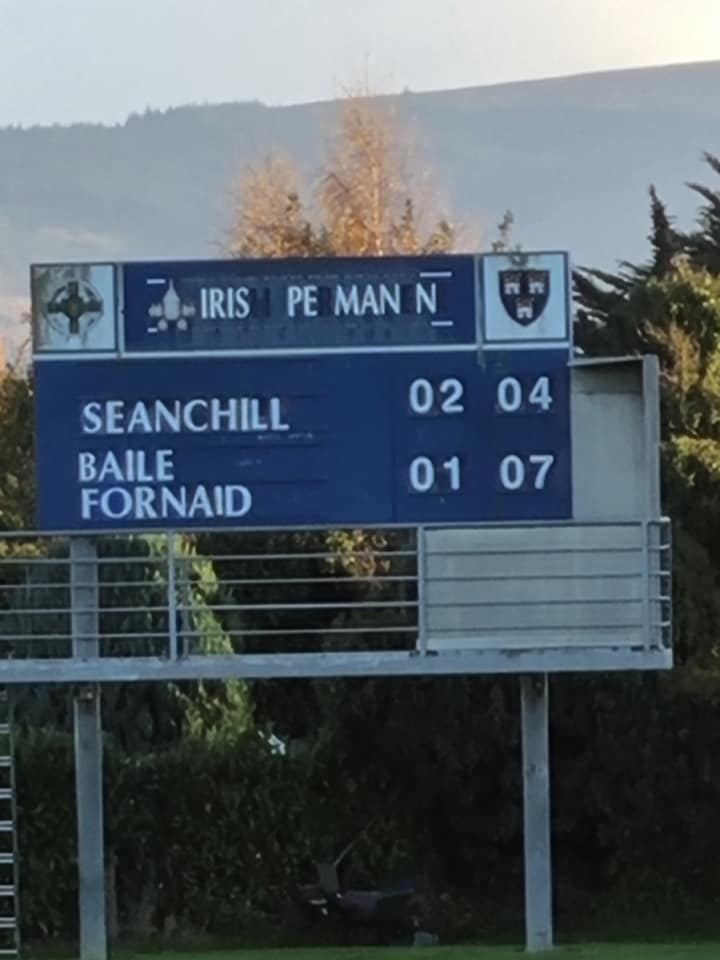 IRIS PE MAN N
SEANCHILL 02 04
BAILE
FORNAID 01 07